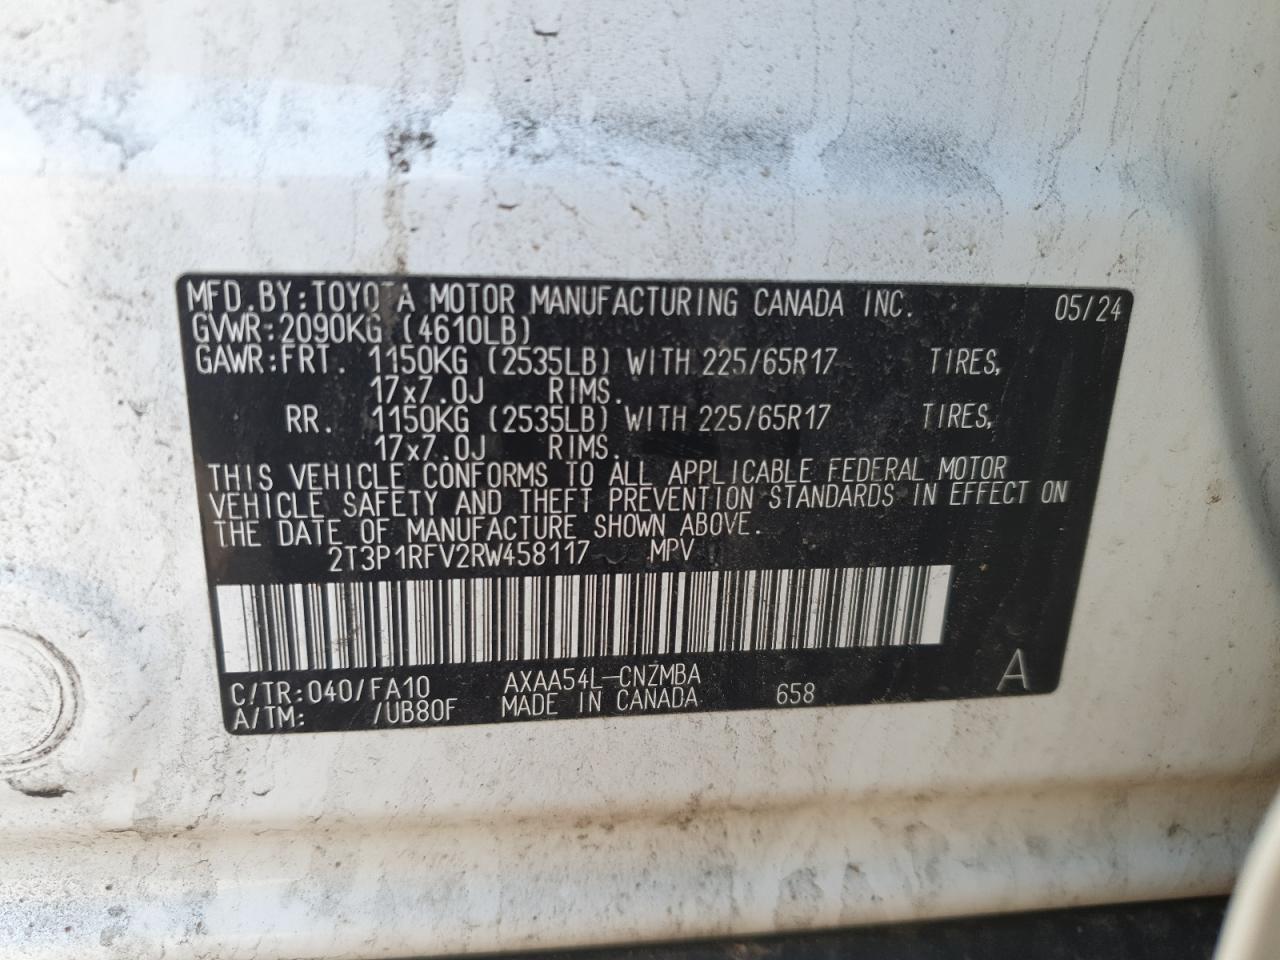 MFD.BY:TOYOTA MOTOR MANUFACTURING CANADA INC. 05/24
GVWR:2090KG (4610LB)
GAWR:FRT. 1150KG (2535LB) WITH 225/65R17 TIRES,
17x7.0J RIMS.
RR. 1150KG (2535LB) WITH 225/65R17 TIRES,
17x7.0J RIMS.
THIS VEHICLE CONFORMS TO ALL APPLICABLE FEDERAL MOTOR
VEHICLE SAFETY AND THEFT PREVENTION STANDARDS IN EFFECT ON
THE DATE OF MANUFACTURE SHOWN ABOVE.
2T3P1RFV2RW458117 MPV
C/TR:040/FA10 AXAA54L-CNZMBA
A/TM: /UB80F MADE IN CANADA 658 A